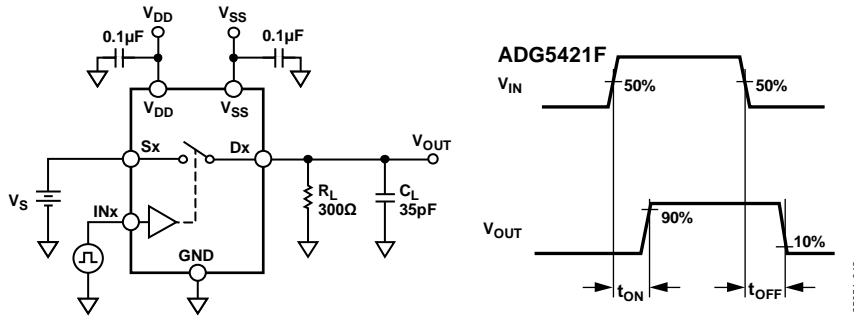 V_DD V_SS
0.1µF 0.1µF
V_DD V_SS
Sx Dx
V_OUT
V_S
INx
R_L
300Ω
C_L
35pF
GND
ADG5421F
V_IN
50% 50%
V_OUT
90%
10%
t_ON t_OFF